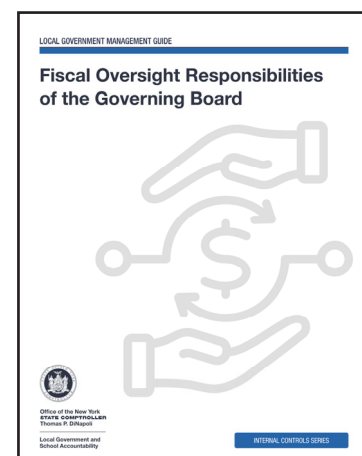 LOCAL GOVERNMENT MANAGEMENT GUIDE
Fiscal Oversight Responsibilities
of the Governing Board
$
Office of the New York
STATE COMPTROLLER
Thomas P. DiNapoli
Local Government and
School Accountability
INTERNAL CONTROLS SERIES